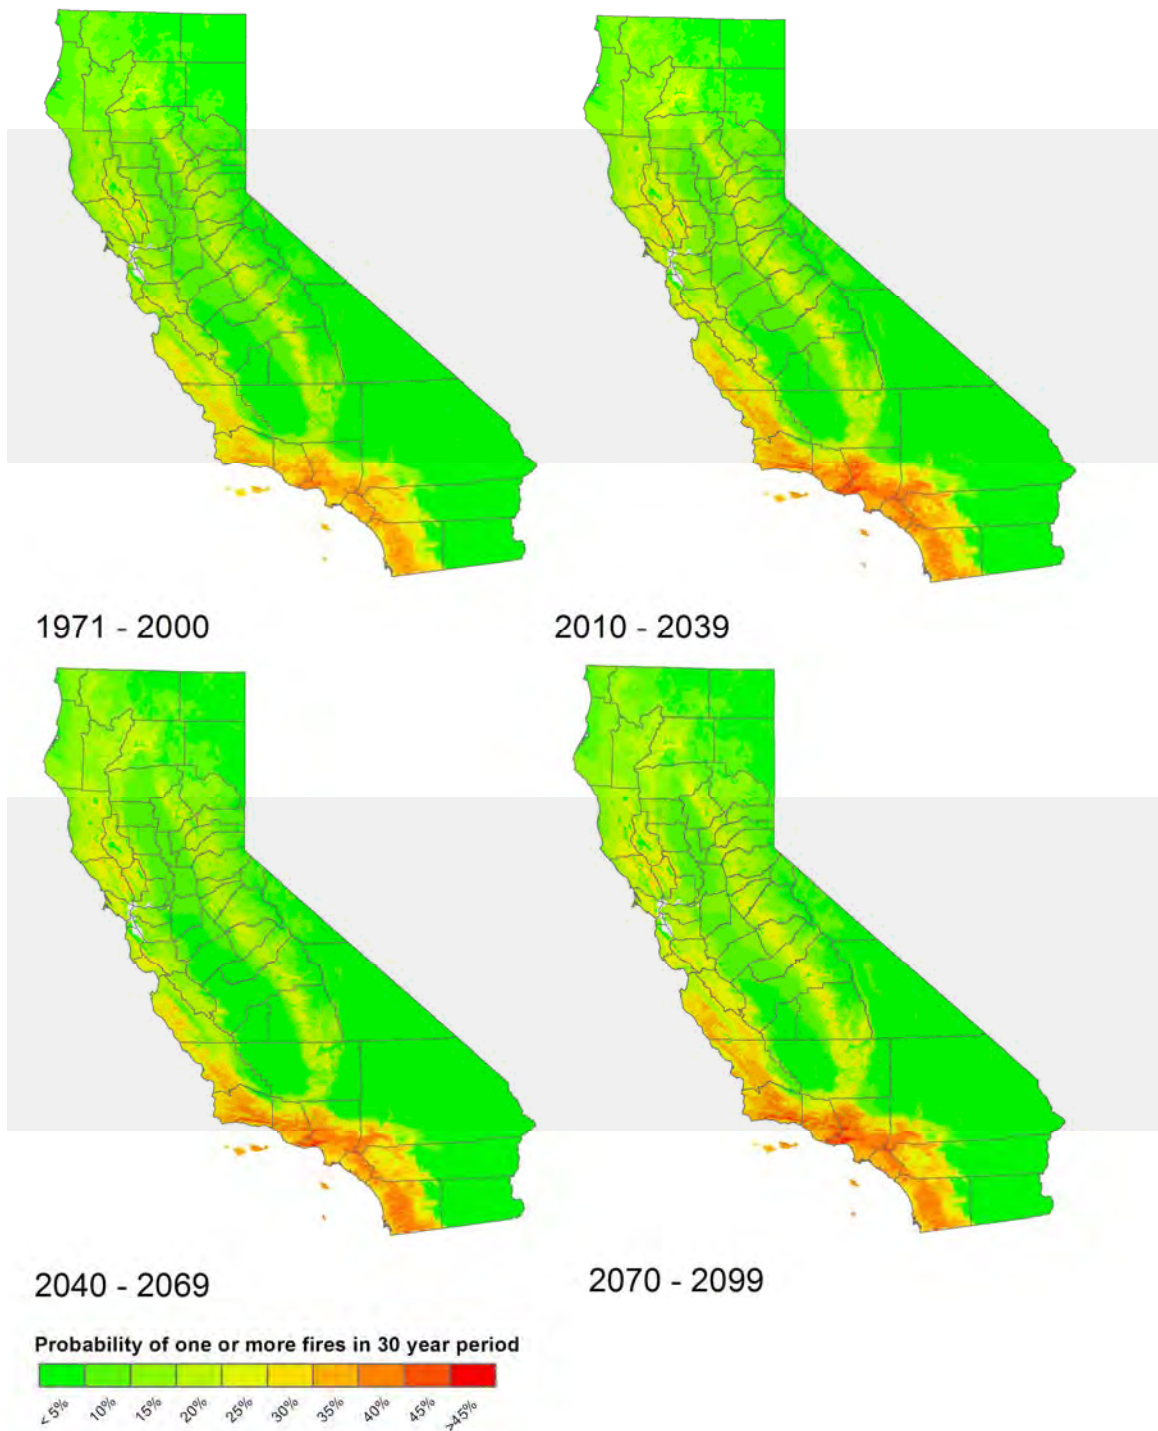 1971 - 2000
2010 - 2039
2040 - 2069
2070 - 2099
Probability of one or more fires in 30 year period
< 5% 10% 15% 20% 25% 30% 35% 40% 45% >45%